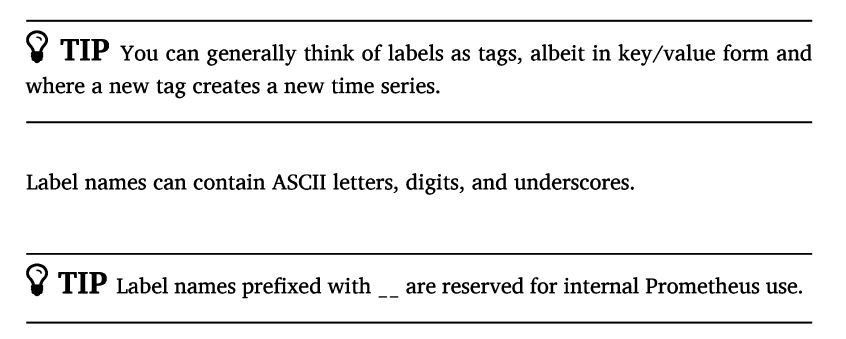 TIP You can generally think of labels as tags, albeit in key/value form and
where a new tag creates a new time series.
Label names can contain ASCII letters, digits, and underscores.
TIP Label names prefixed with __ are reserved for internal Prometheus use.